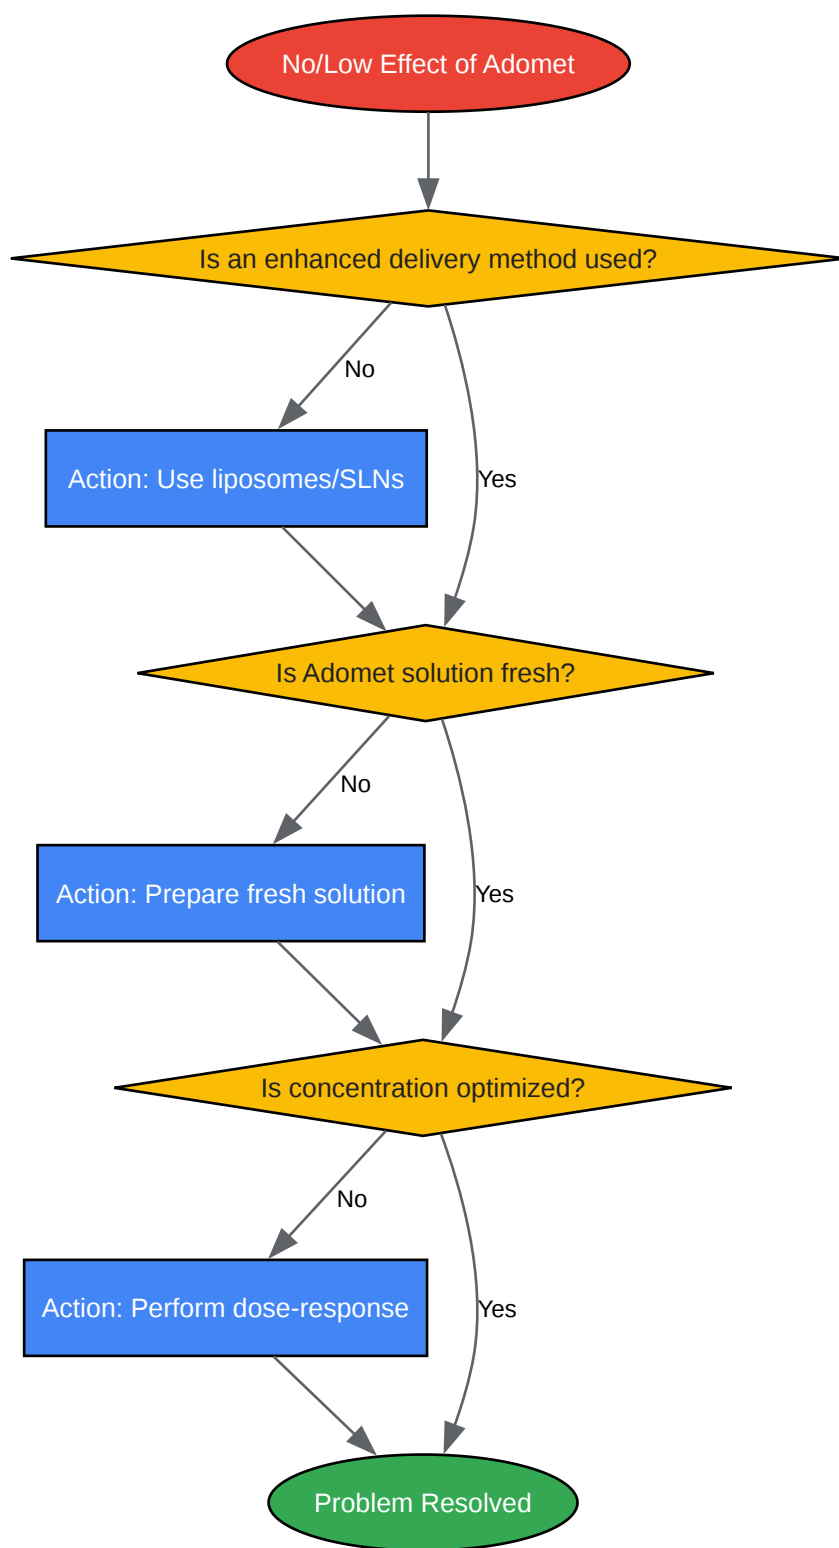 No/Low Effect of Adomet
Is an enhanced delivery method used?
No
Action: Use liposomes/SLNs
Yes
Is Adomet solution fresh?
No
Action: Prepare fresh solution
Yes
Is concentration optimized?
No
Action: Perform dose-response
Yes
Problem Resolved